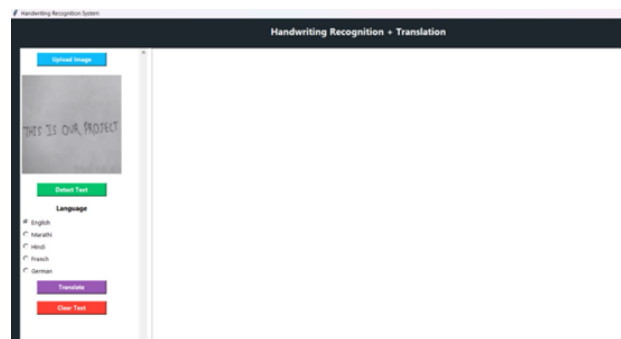 Handwriting Recognition System
Handwriting Recognition + Translation
Upload Image
THIS IS OUR PROJECT
Detect Text
Language
English
Marathi
Hindi
French
German
Translate
Clear Text